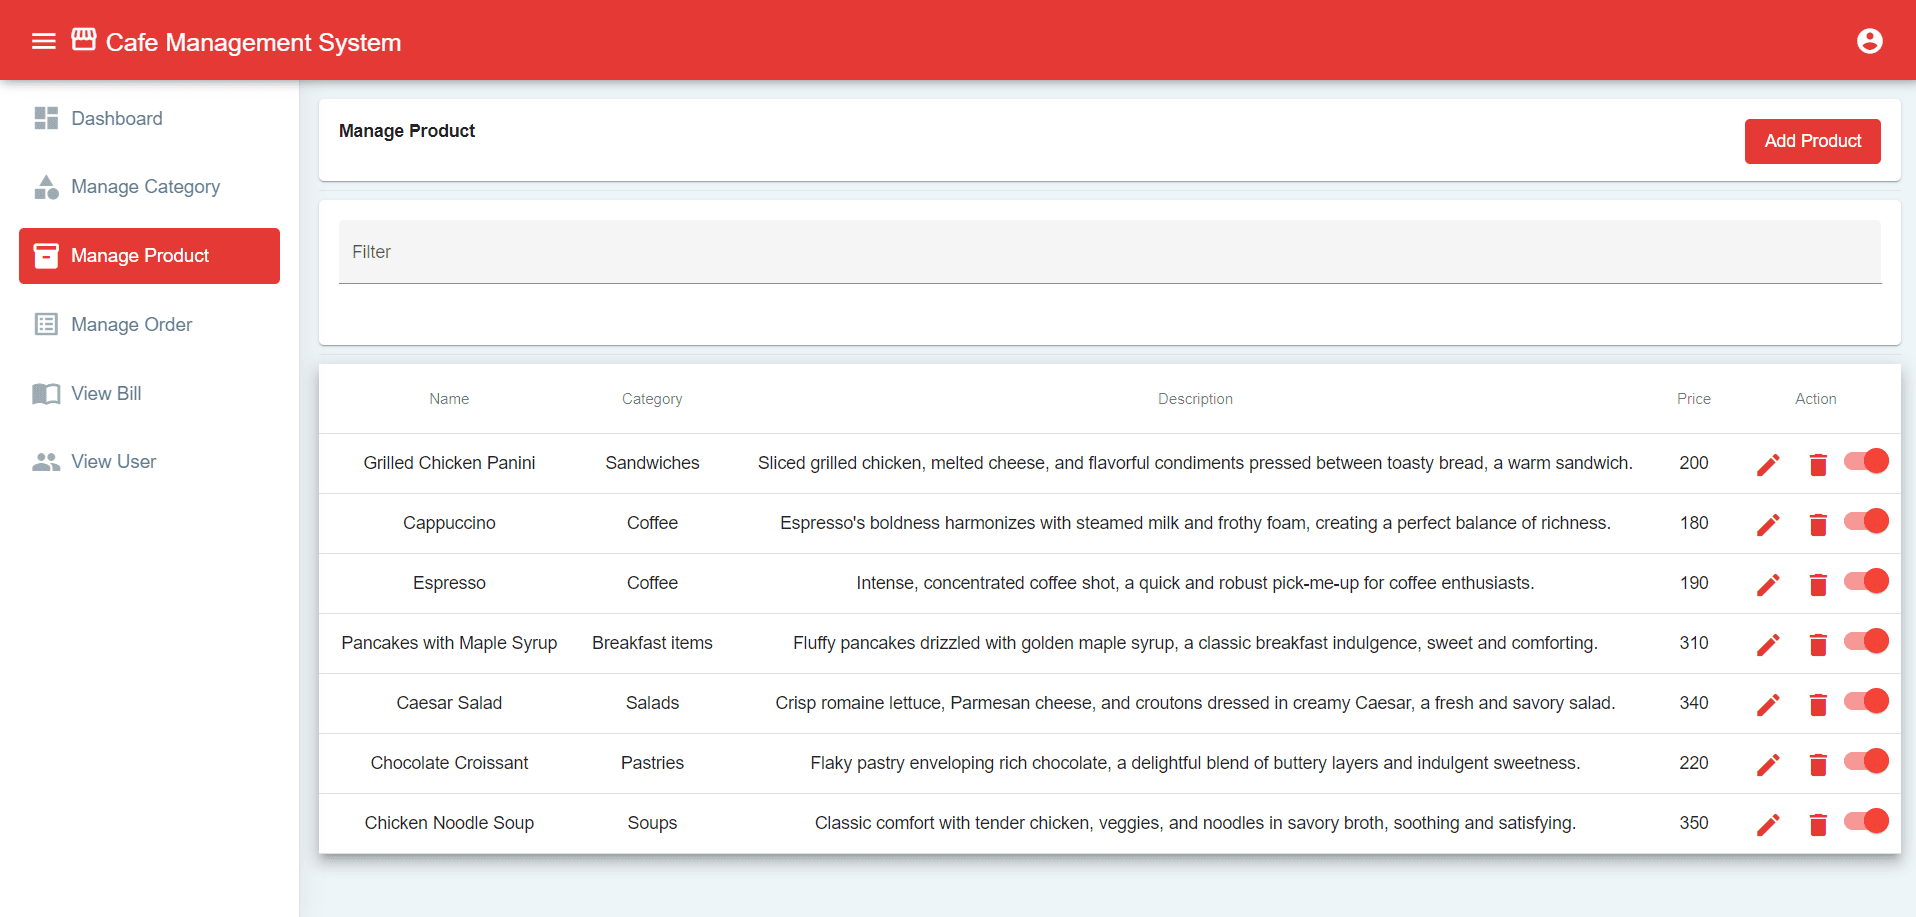 Cafe Management System
Dashboard
Manage Category
Manage Product
Manage Order
View Bill
View User
Manage Product
Add Product
Filter
Name Category Description Price Action
Grilled Chicken Panini Sandwiches Sliced grilled chicken, melted cheese, and flavorful condiments pressed between toasty bread, a warm sandwich. 200
Cappuccino Coffee Espresso's boldness harmonizes with steamed milk and frothy foam, creating a perfect balance of richness. 180
Espresso Coffee Intense, concentrated coffee shot, a quick and robust pick-me-up for coffee enthusiasts. 190
Pancakes with Maple Syrup Breakfast items Fluffy pancakes drizzled with golden maple syrup, a classic breakfast indulgence, sweet and comforting. 310
Caesar Salad Salads Crisp romaine lettuce, Parmesan cheese, and croutons dressed in creamy Caesar, a fresh and savory salad. 340
Chocolate Croissant Pastries Flaky pastry enveloping rich chocolate, a delightful blend of buttery layers and indulgent sweetness. 220
Chicken Noodle Soup Soups Classic comfort with tender chicken, veggies, and noodles in savory broth, soothing and satisfying. 350